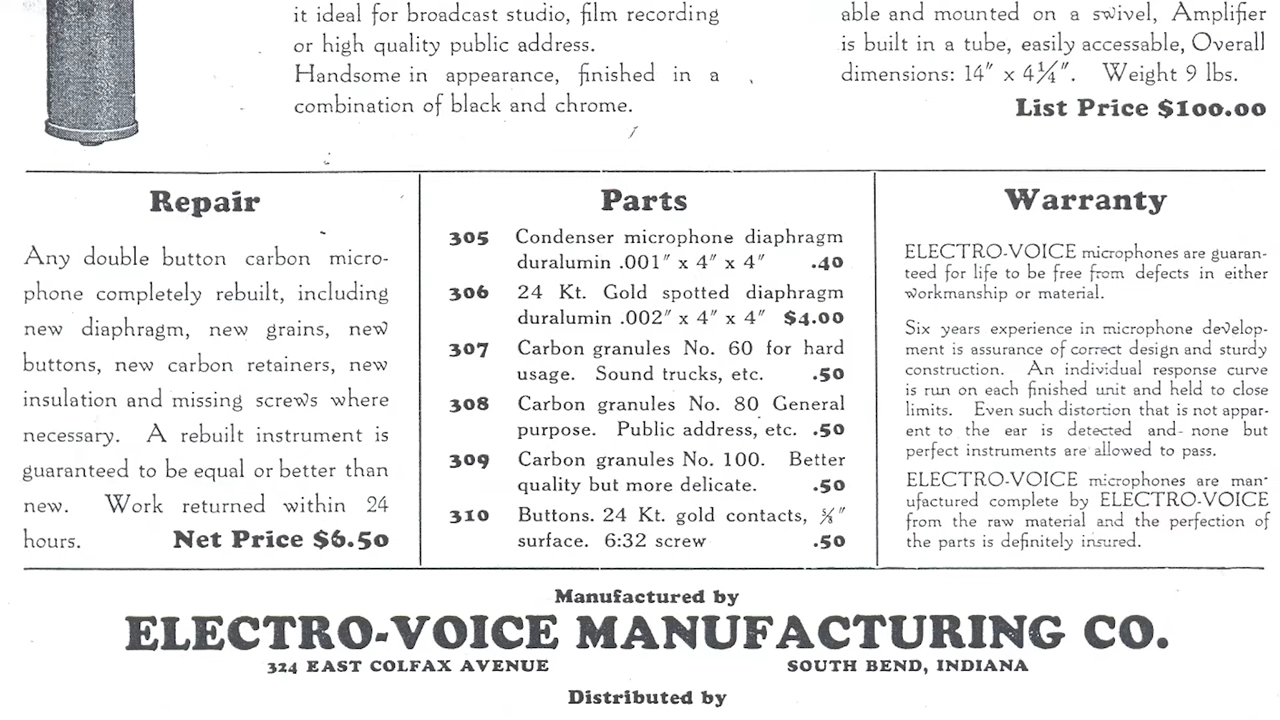 it ideal for broadcast studio, film recording
or high quality public address.
Handsome in appearance, finished in a
combination of black and chrome.
able and mounted on a swivel, Amplifier
is built in a tube, easily accessable, Overall
dimensions: 14" x 4¼". Weight 9 lbs.
List Price $100.00
Repair
Any double button carbon micro-
phone completely rebuilt, including
new diaphragm, new grains, new
buttons, new carbon retainers, new
insulation and missing screws where
necessary. A rebuilt instrument is
guaranteed to be equal or better than
new. Work returned within 24
hours. Net Price $6.50
Parts
305 Condenser microphone diaphragm
duralumin .001" x 4" x 4" .40
306 24 Kt. Gold spotted diaphragm
duralumin .002" x 4" x 4" $4.00
307 Carbon granules No. 60 for hard
usage. Sound trucks, etc. .50
308 Carbon granules No. 80 General
purpose. Public address, etc. .50
309 Carbon granules No. 100. Better
quality but more delicate. .50
310 Buttons. 24 Kt. gold contacts, ⅝"
surface. 6:32 screw .50
Warranty
ELECTRO-VOICE microphones are guaran-
teed for life to be free from defects in either
workmanship or material.
Six years experience in microphone develop-
ment is assurance of correct design and sturdy
construction. An individual response curve
is run on each finished unit and held to close
limits. Even such distortion that is not appar-
ent to the ear is detected and- none but
perfect instruments are allowed to pass.
ELECTRO-VOICE microphones are man-
ufactured complete by ELECTRO-VOICE
from the raw material and the perfection of
the parts is definitely insured.
Manufactured by
ELECTRO-VOICE MANUFACTURING CO.
324 EAST COLFAX AVENUE SOUTH BEND, INDIANA
Distributed by